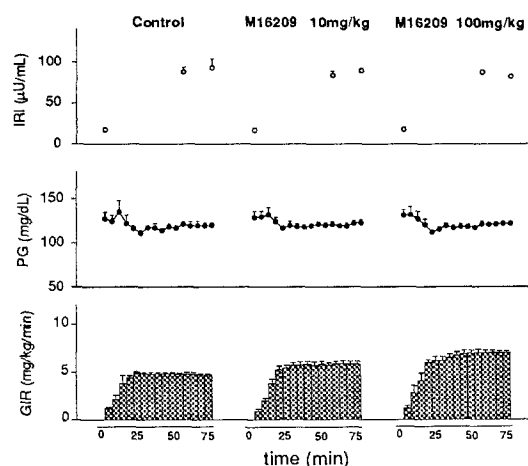 Control M16209 10mg/kg M16209 100mg/kg
IRI (μU/mL)
100
50
0
PG (mg/dL)
150
100
50
GIR (mg/kg/min)
10
5
0
0 25 50 75 0 25 50 75 0 25 50 75
time (min)